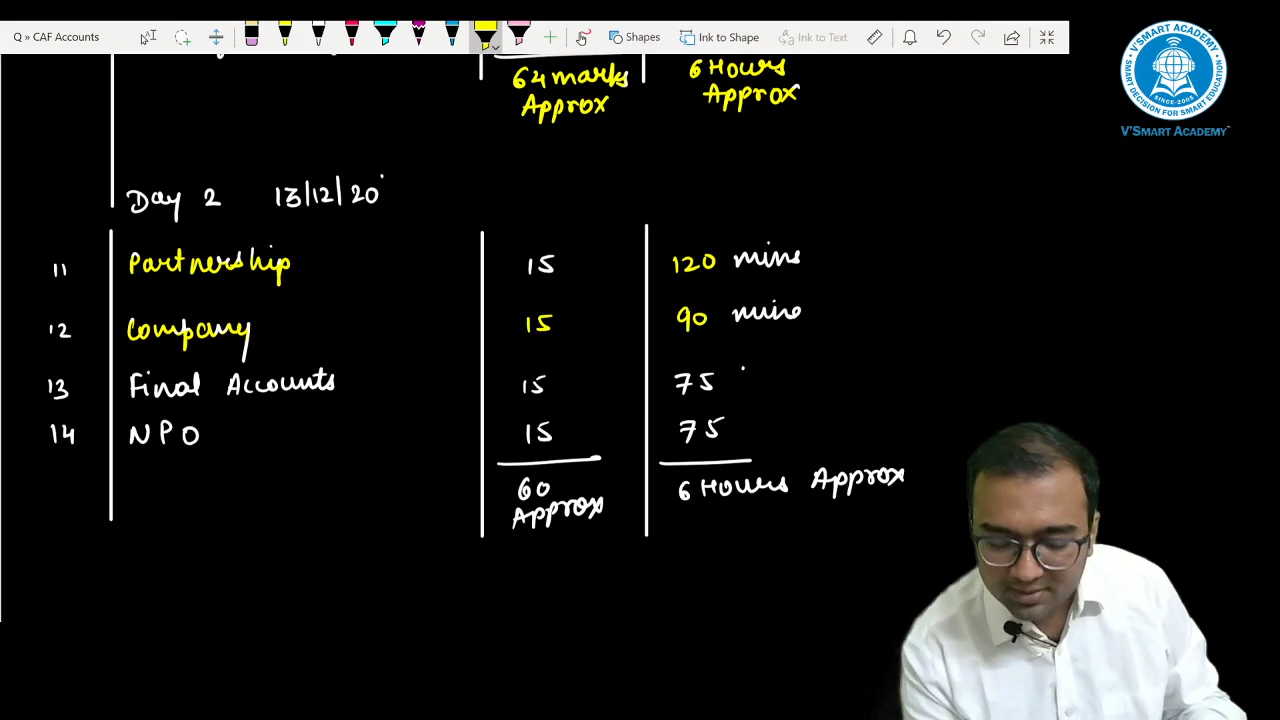 Q » CAF Accounts
Shapes
Ink to Shape
Ink to Text
64 marks
Approx
6 Hours
Approx
V'SMART ACADEMY
SMART DECISION FOR SMART EDUCATION
SINCE-2005
V'SMART ACADEMY
Day 2 13/12/20
11 Partnership 15 120 mins
12 Company 15 90 mins
13 Final Accounts 15 75
14 NPO 15 75
60 6 Hours Approx
Approx